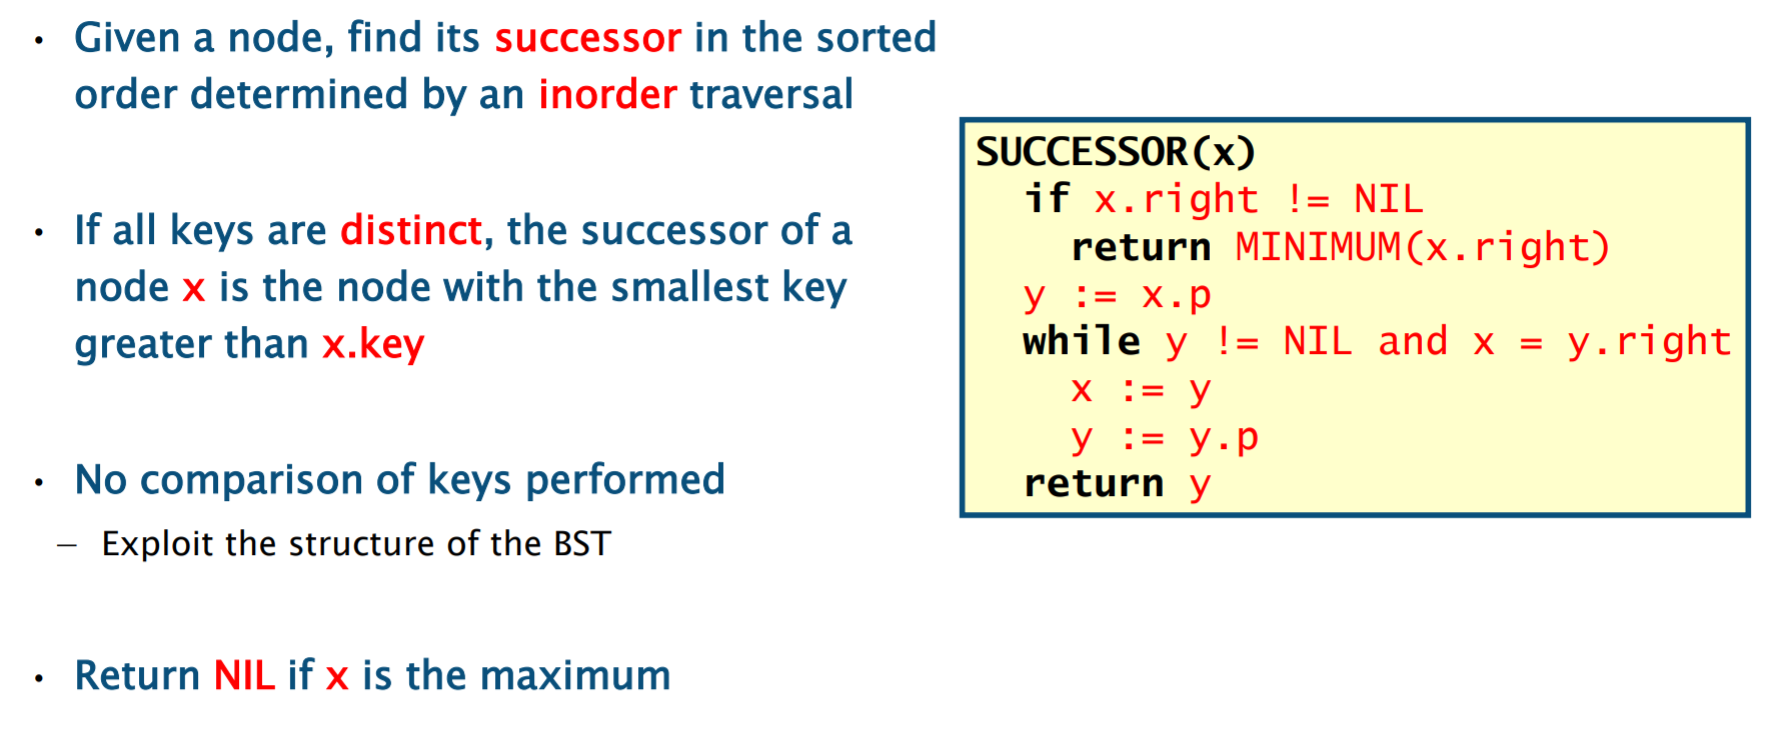 • Given a node, find its successor in the sorted
order determined by an inorder traversal
• If all keys are distinct, the successor of a
node x is the node with the smallest key
greater than x.key
• No comparison of keys performed
– Exploit the structure of the BST
• Return NIL if x is the maximum
SUCCESSOR(x)
if x.right != NIL
return MINIMUM(x.right)
y := x.p
while y != NIL and x = y.right
x := y
y := y.p
return y